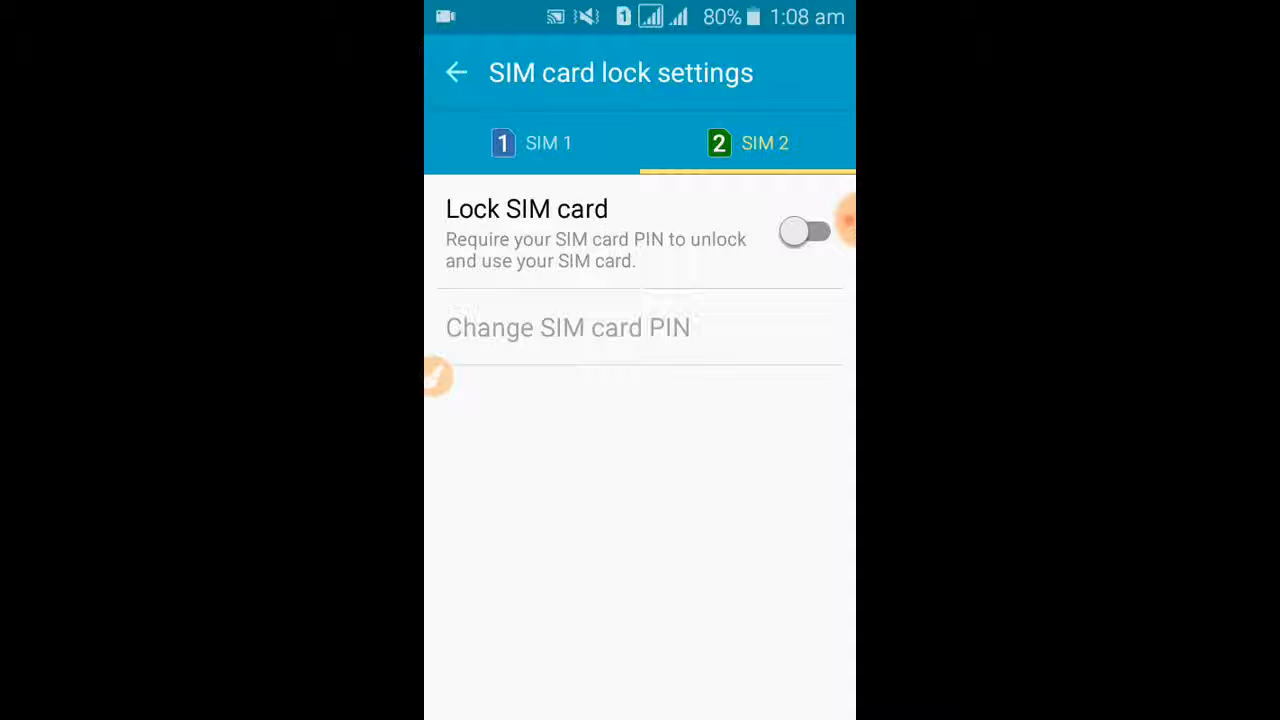 1 80% 1:08 am
SIM card lock settings
1 SIM 1 2 SIM 2
Lock SIM card
Require your SIM card PIN to unlock
and use your SIM card.
Change SIM card PIN